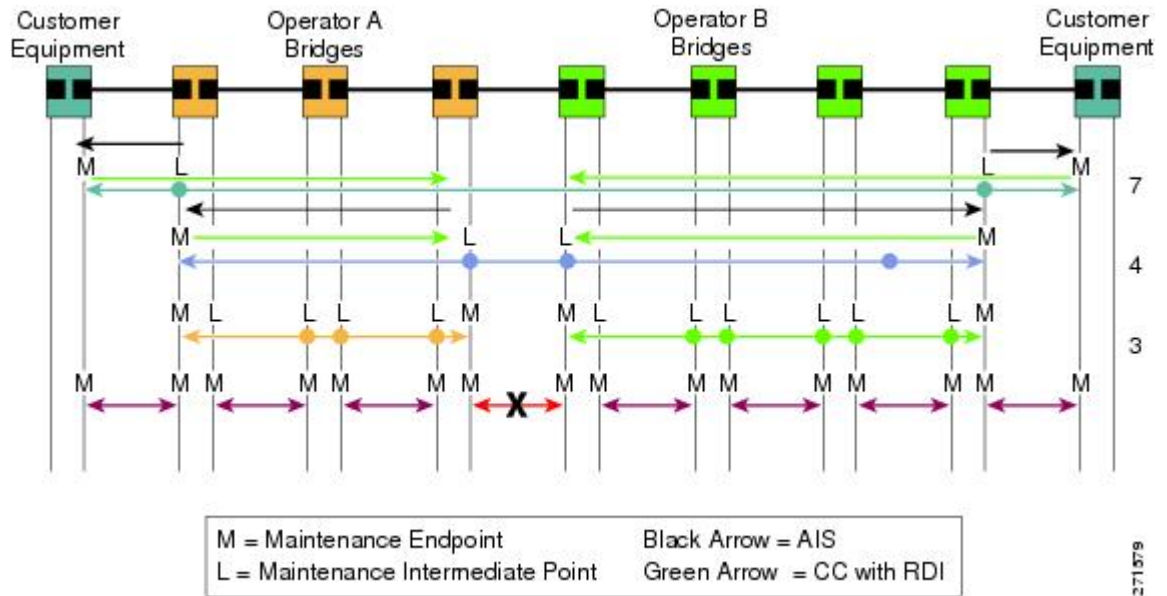 Customer Equipment
Operator A Bridges
Operator B Bridges
Customer Equipment
M L L M
7
M L L M
4
M L L L L M M L L L L L L M
3
M M M M M M M M M M M M M M M M
X
M = Maintenance Endpoint
Black Arrow = AIS
L = Maintenance Intermediate Point
Green Arrow = CC with RDI
271579